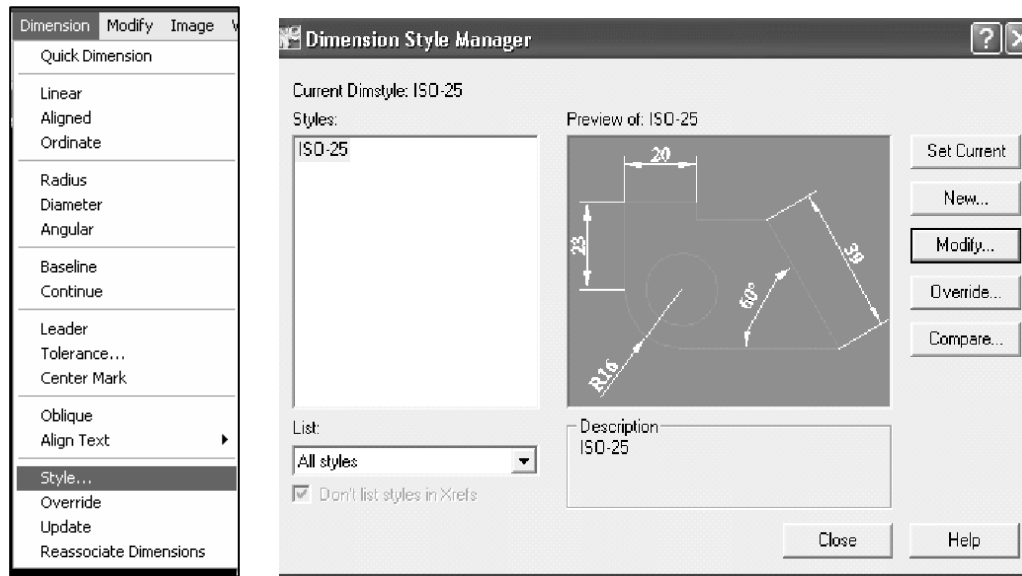 Dimension Modify Image
Quick Dimension
Linear
Aligned
Ordinate
Radius
Diameter
Angular
Baseline
Continue
Leader
Tolerance...
Center Mark
Oblique
Align Text
Style...
Override
Update
Reassociate Dimensions
Dimension Style Manager
Current Dimstyle: ISO-25
Styles:
ISO-25
Preview of: ISO-25
20
23
39
60°
R16
Set Current
New...
Modify...
Override...
Compare...
List:
All styles
Don't list styles in Xrefs
Description
ISO-25
Close
Help